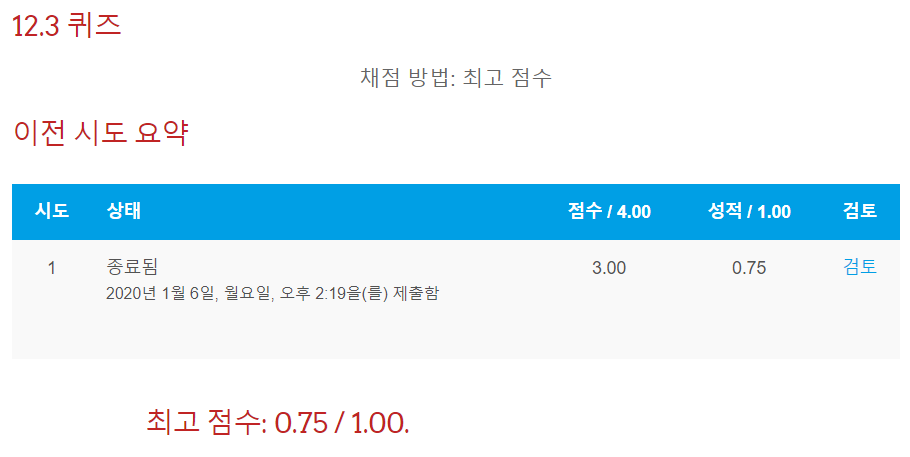 12.3 퀴즈
채점 방법: 최고 점수
이전 시도 요약
시도 상태 점수 / 4.00 성적 / 1.00 검토
1 종료됨 3.00 0.75 검토
2020년 1월 6일, 월요일, 오후 2:19을(를) 제출함
최고 점수: 0.75 / 1.00.